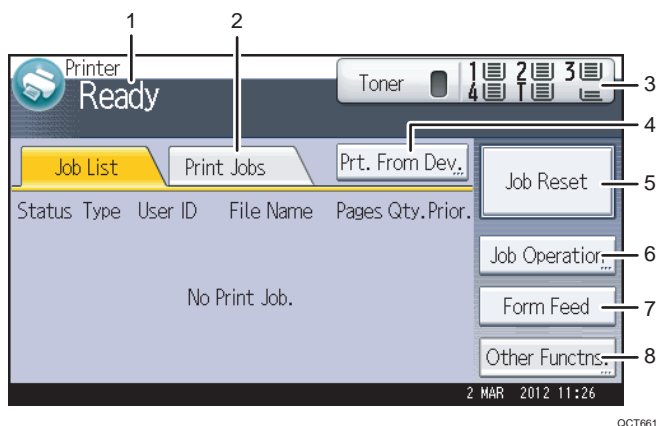 1 2
Printer
Ready
Toner 1 2 3
4 T
3
4
Job List Print Jobs Prt. From Dev.
Job Reset 5
Status Type User ID File Name Pages Qty. Prior.
Job Operation 6
No Print Job.
Form Feed 7
Other Functns. 8
2 MAR 2012 11:26
QCT661